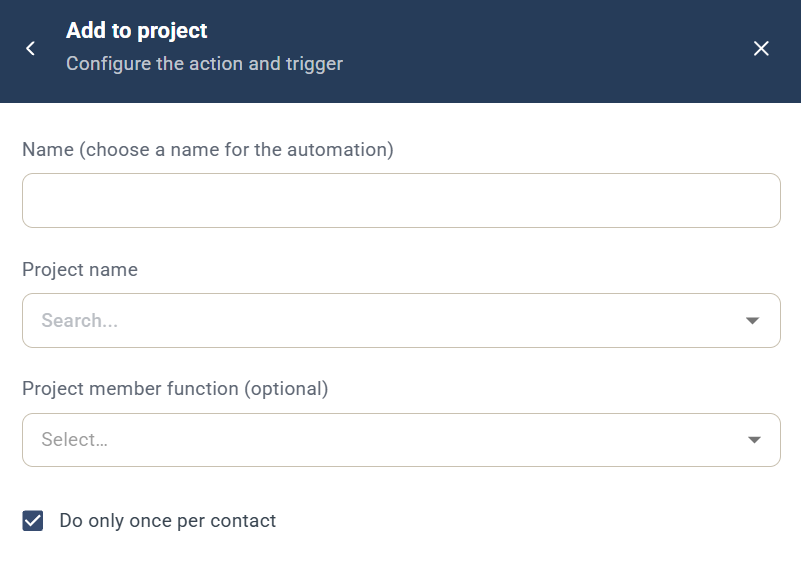 Add to project
Configure the action and trigger
Name (choose a name for the automation)
Project name
Search...
Project member function (optional)
Select...
Do only once per contact